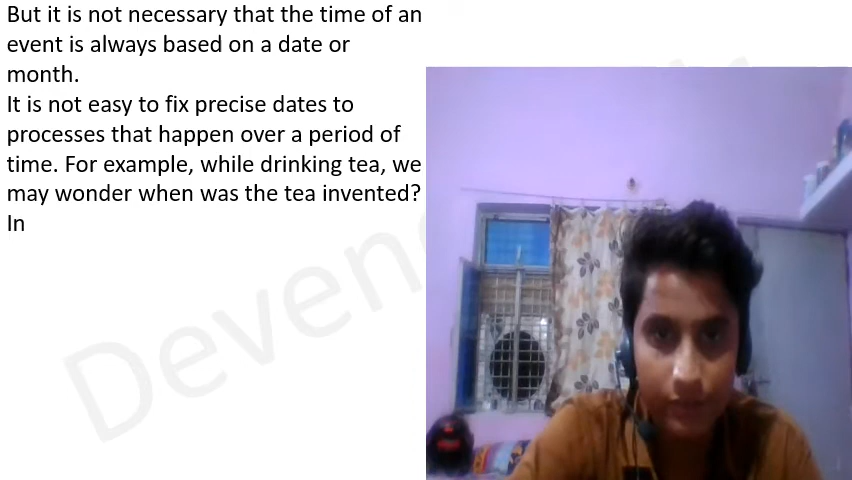 But it is not necessary that the time of an
event is always based on a date or
month.
It is not easy to fix precise dates to
processes that happen over a period of
time. For example, while drinking tea, we
may wonder when was the tea invented?
In